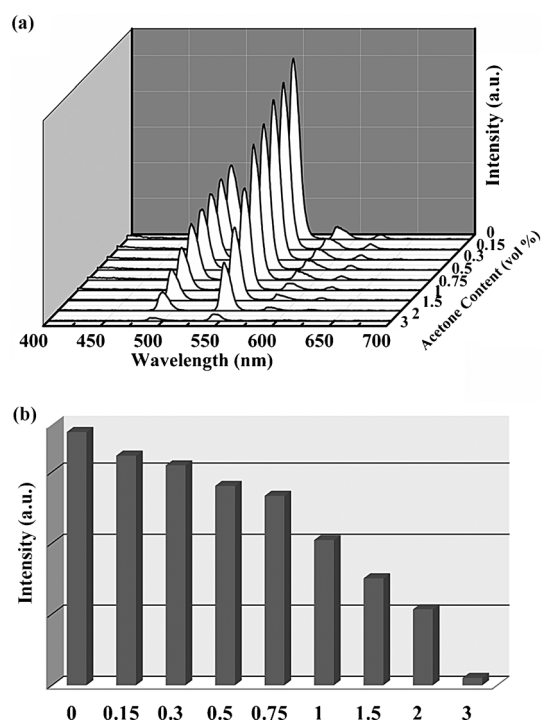 (a)
Intensity (a.u.)
0
0.15
0.3
0.5
0.75
1
1.5
2
3
Acetone Content (vol %)
400 450 500 550 600 650 700
Wavelength (nm)
(b)
Intensity (a.u.)
0 0.15 0.3 0.5 0.75 1 1.5 2 3